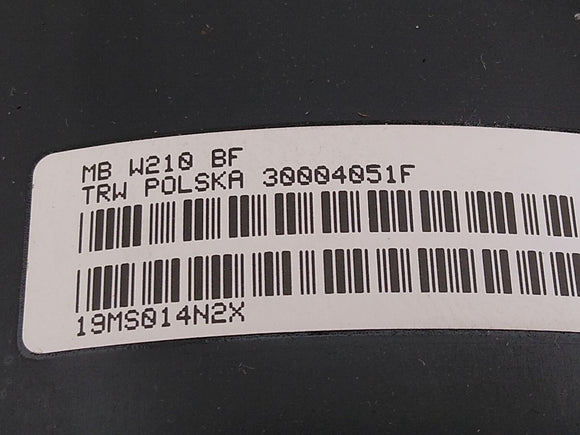 MB W210 BF
TRW POLSKA 30004051F
19MS014N2X